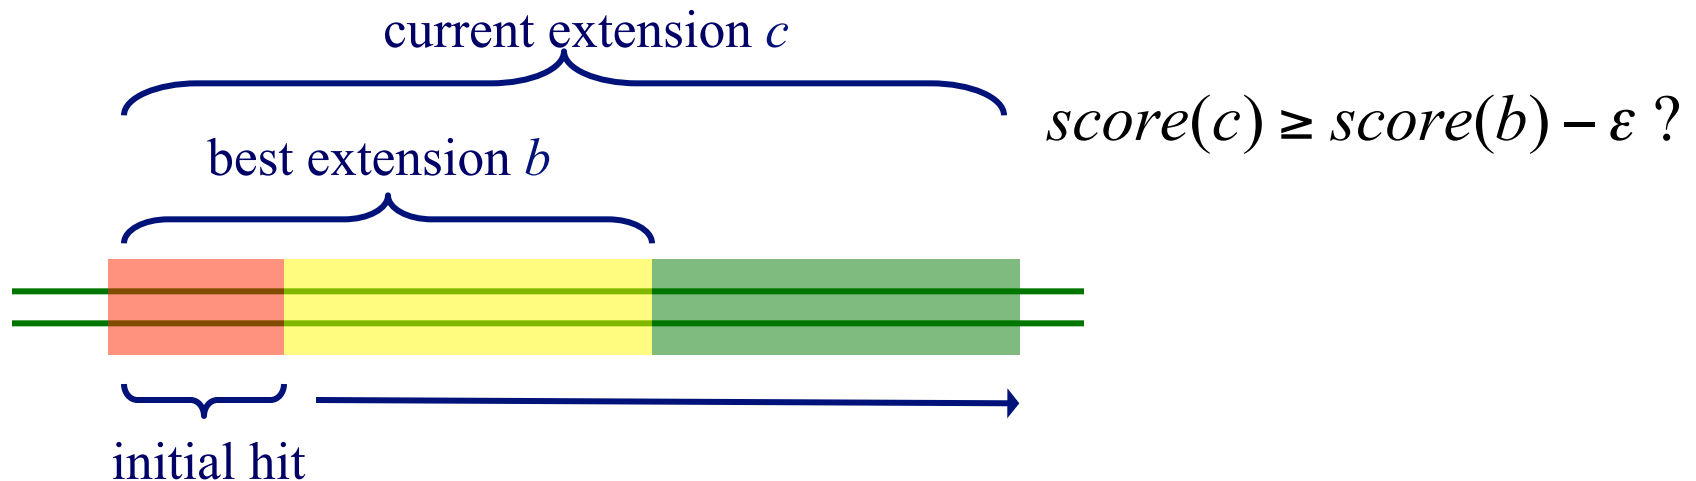 current extension c
score(c) ≥ score(b) – ε ?
best extension b
initial hit